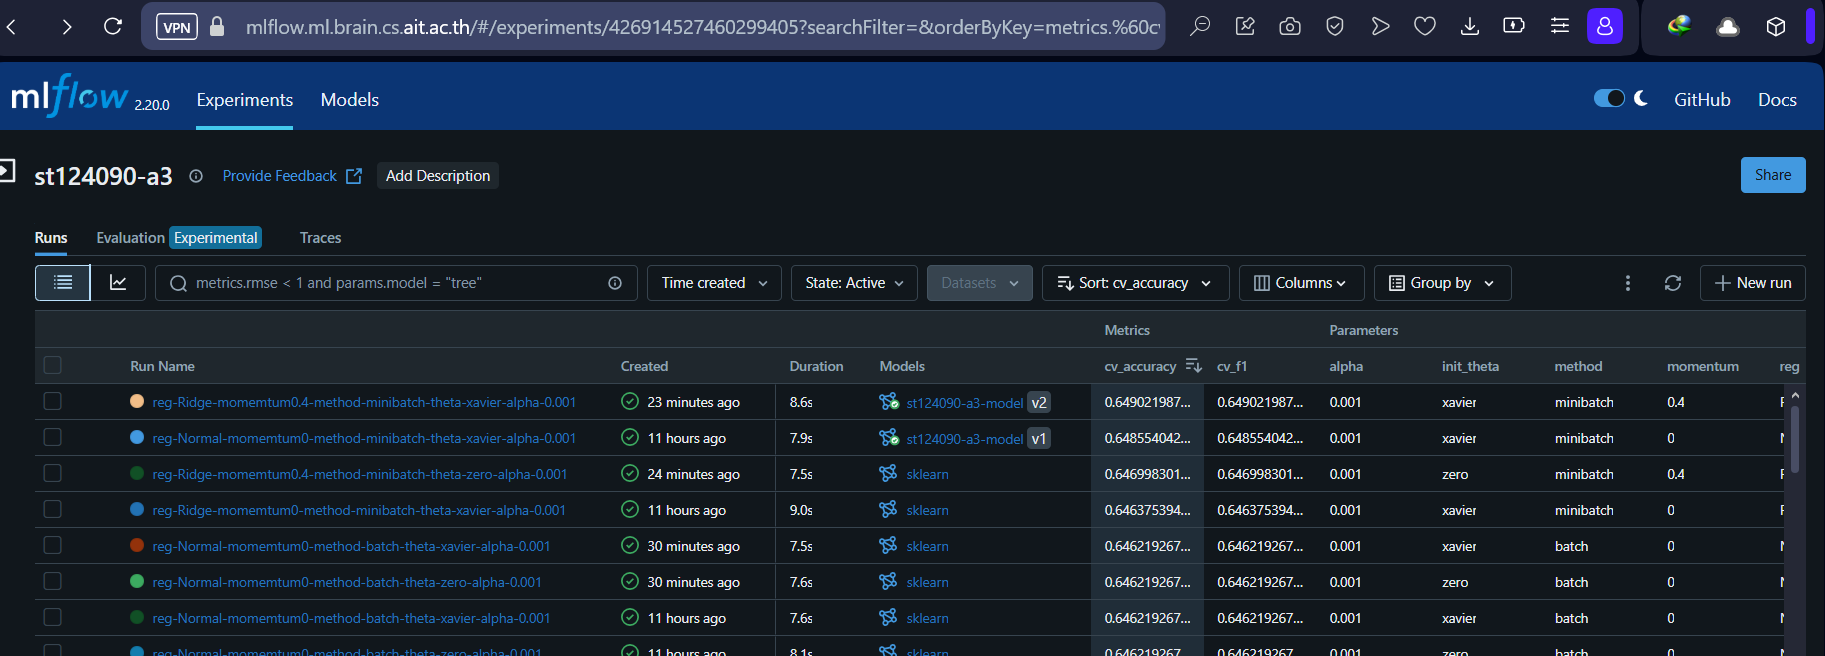 VPN mlflow.ml.brain.cs.ait.ac.th/#/experiments/426914527460299405?searchFilter=&orderByKey=metrics.%60c
mlflow 2.20.0 Experiments Models GitHub Docs
st124090-a3 Provide Feedback Add Description Share
Runs Evaluation Experimental Traces
metrics.rmse < 1 and params.model = "tree" Time created State: Active Datasets Sort: cv_accuracy Columns Group by New run
Metrics Parameters
Run Name Created Duration Models cv_accuracy cv_f1 alpha init_theta method momentum reg
reg-Ridge-momemtum0.4-method-minibatch-theta-xavier-alpha-0.001 23 minutes ago 8.6s st124090-a3-model v2 0.649021987... 0.649021987... 0.001 xavier minibatch 0.4
reg-Normal-momemtum0-method-minibatch-theta-xavier-alpha-0.001 11 hours ago 7.9s st124090-a3-model v1 0.648554042... 0.648554042... 0.001 xavier minibatch 0
reg-Ridge-momemtum0.4-method-minibatch-theta-zero-alpha-0.001 24 minutes ago 7.5s sklearn 0.646998301... 0.646998301... 0.001 zero minibatch 0.4
reg-Ridge-momemtum0-method-minibatch-theta-xavier-alpha-0.001 11 hours ago 9.0s sklearn 0.646375394... 0.646375394... 0.001 xavier minibatch 0
reg-Normal-momemtum0-method-batch-theta-xavier-alpha-0.001 30 minutes ago 7.5s sklearn 0.646219267... 0.646219267... 0.001 xavier batch 0
reg-Normal-momemtum0-method-batch-theta-zero-alpha-0.001 30 minutes ago 7.6s sklearn 0.646219267... 0.646219267... 0.001 zero batch 0
reg-Normal-momemtum0-method-batch-theta-xavier-alpha-0.001 11 hours ago 7.6s sklearn 0.646219267... 0.646219267... 0.001 xavier batch 0
reg-Normal-momemtum0-method-batch-theta-zero-alpha-0.001 11 hours ago 8.1s sklearn 0.646219267... 0.646219267... 0.001 zero batch 0